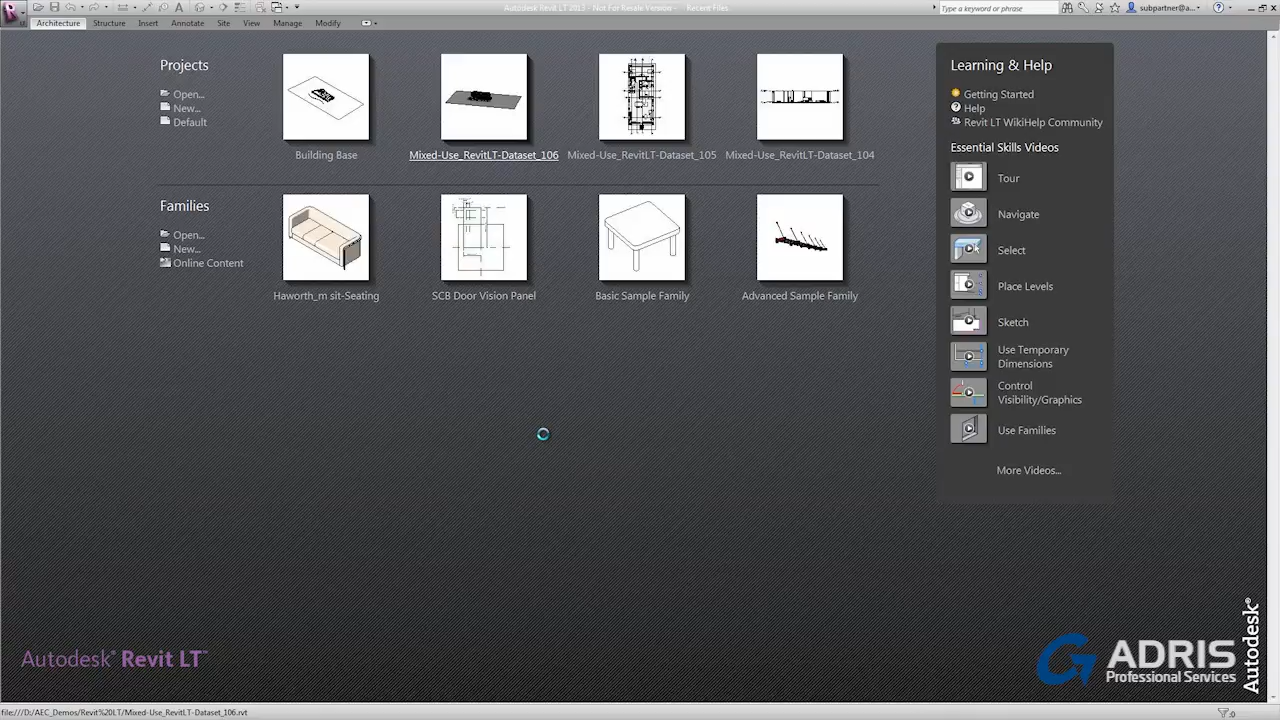 Autodesk Revit LT 2013 - Not For Resale Version - Recent Files
Type a keyword or phrase
subpartner@a...
Architecture
Structure
Insert
Annotate
Site
View
Manage
Modify
Projects
Open...
New...
Default
Building Base
Mixed-Use_RevitLT-Dataset_106
Mixed-Use_RevitLT-Dataset_105
Mixed-Use_RevitLT-Dataset_104
Families
Open...
New...
Online Content
Haworth_m sit-Seating
SCB Door Vision Panel
Basic Sample Family
Advanced Sample Family
Learning & Help
Getting Started
Help
Revit LT WikiHelp Community
Essential Skills Videos
Tour
Navigate
Select
Place Levels
Sketch
Use Temporary
Dimensions
Control
Visibility/Graphics
Use Families
More Videos...
Autodesk® Revit LT™
ADRIS
Professional Services
Autodesk®
file:///D:/AEC_Demos/Revit%20LT/Mixed-Use_RevitLT-Dataset_106.rvt
:0